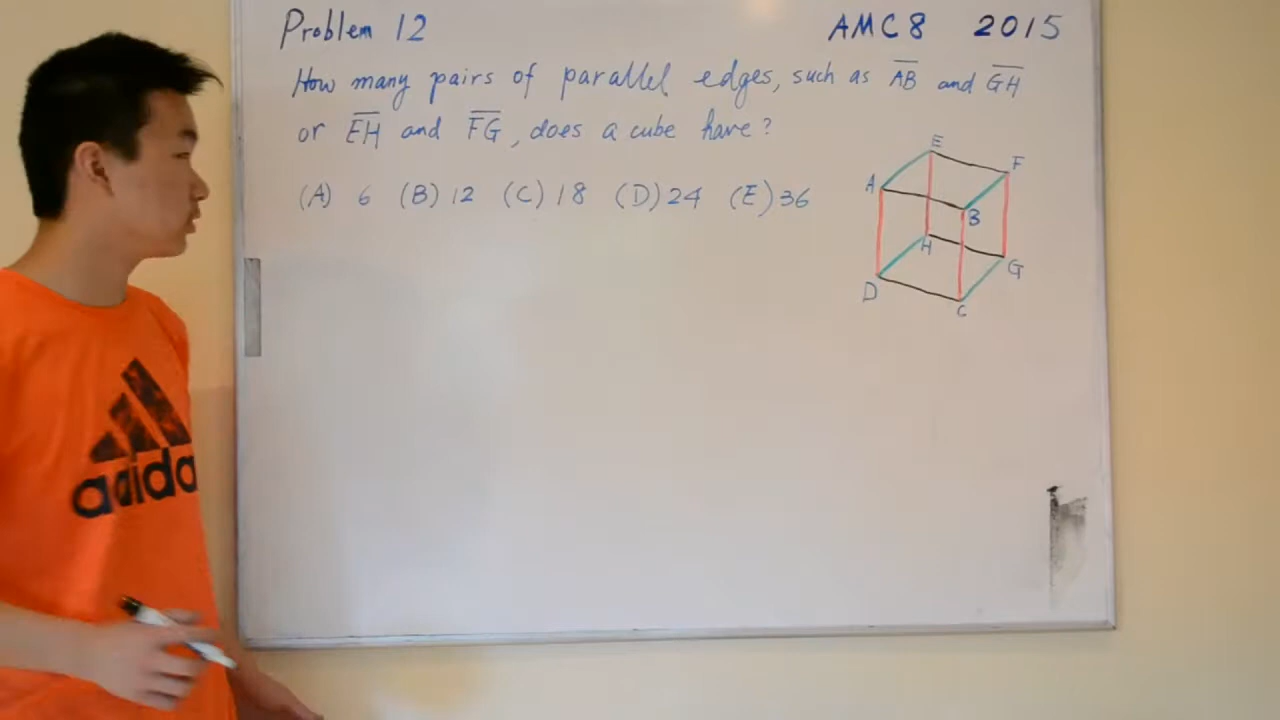 Problem 12 AMC8 2015
How many pairs of parallel edges, such as AB and GH
or EH and FG, does a cube have?
(A) 6 (B) 12 (C) 18 (D) 24 (E) 36
E
F
A
B
H
G
D
C
adidas